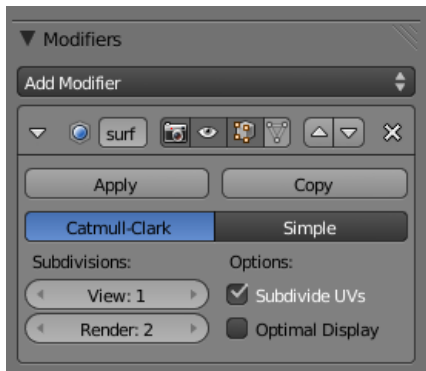 Modifiers
Add Modifier
surf
Apply Copy
Catmull-Clark Simple
Subdivisions: Options:
View: 1 Subdivide UVs
Render: 2 Optimal Display